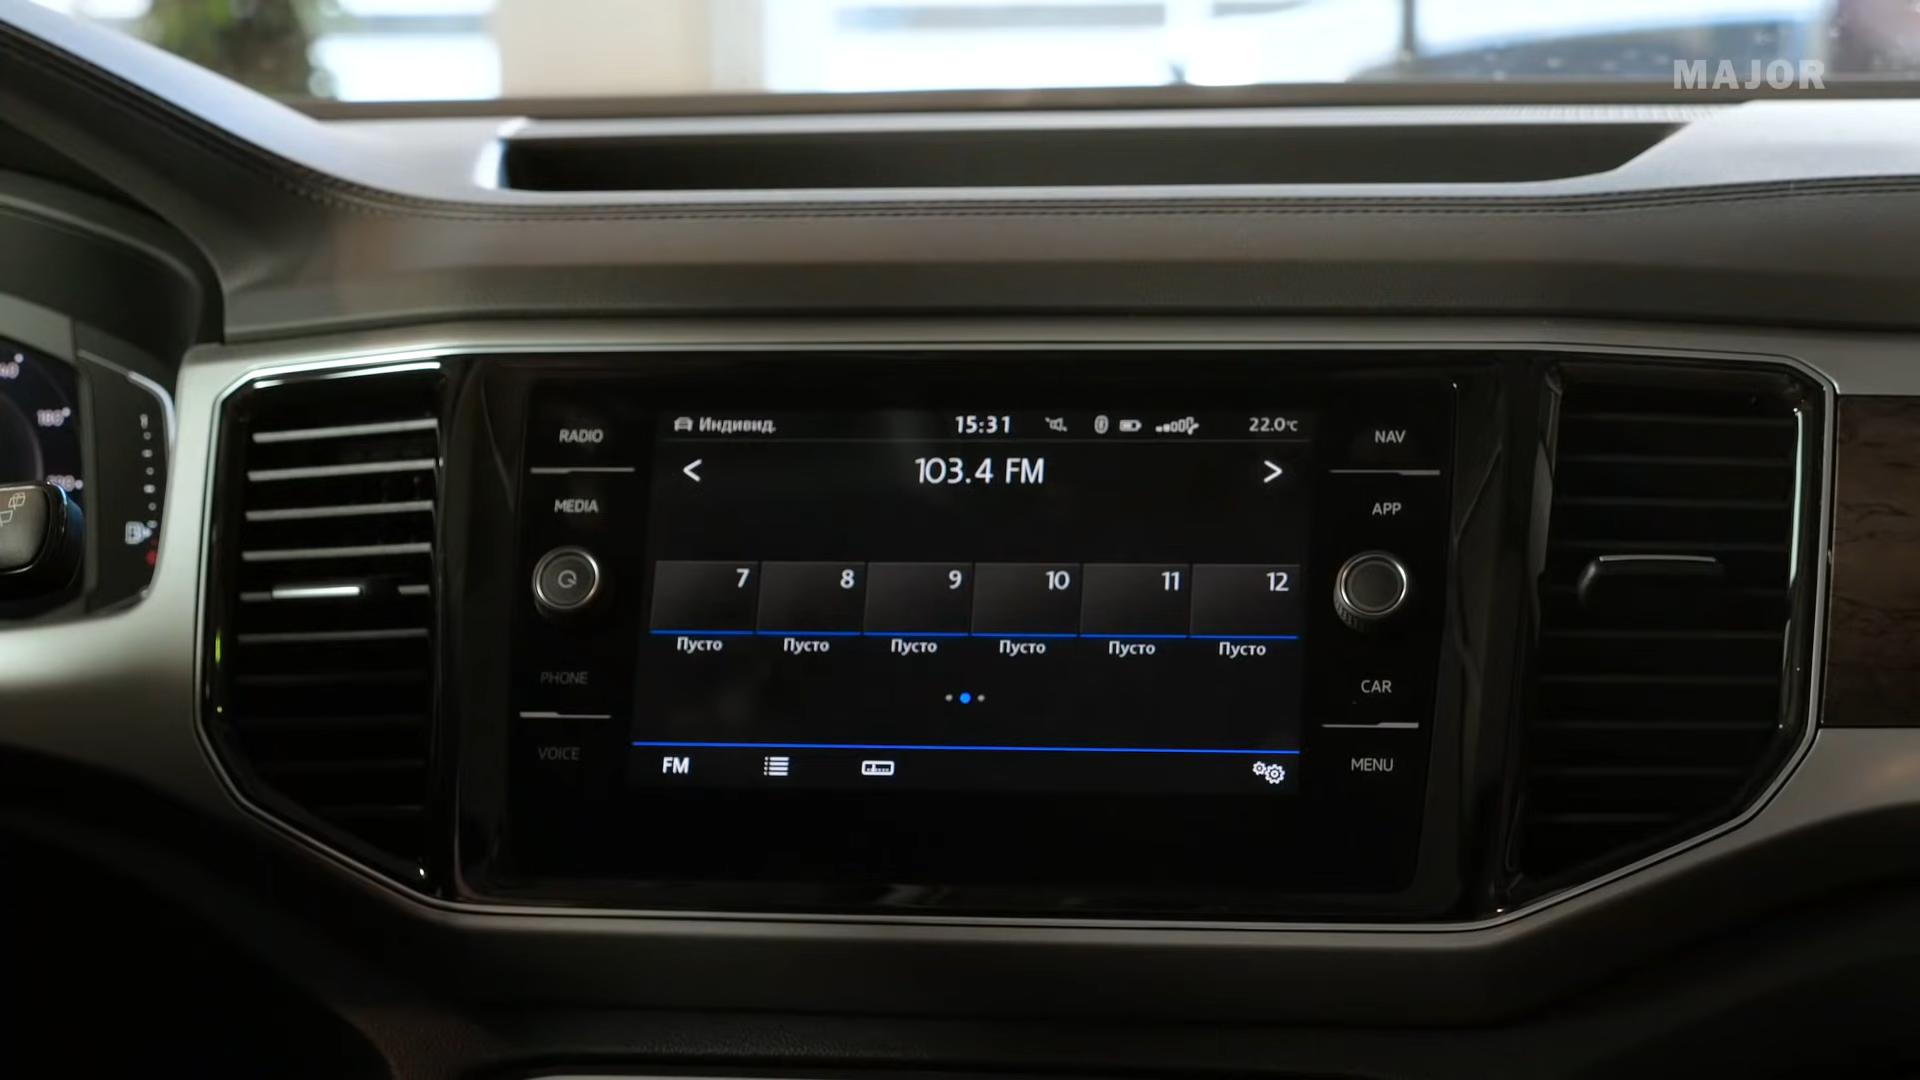 MAJOR
Индивид.
15:31
22.0°C
103.4 FM
7
8
9
10
11
12
Пусто
Пусто
Пусто
Пусто
Пусто
Пусто
FM
RADIO
MEDIA
PHONE
VOICE
NAV
APP
CAR
MENU
180